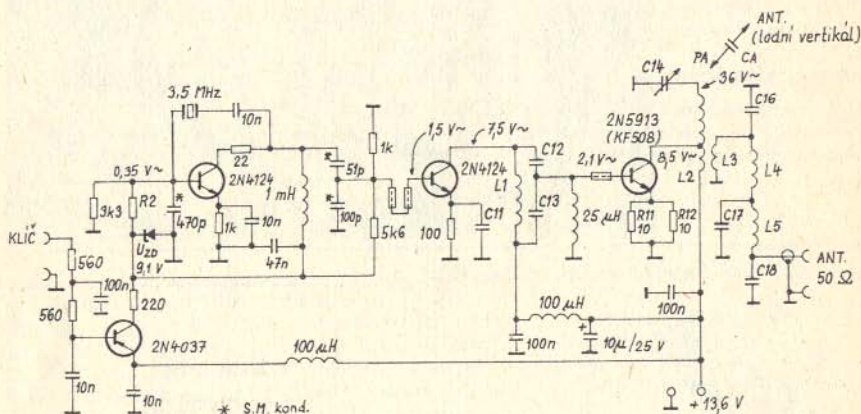 ANT.
(lodní vertikál)
PA
CA
C14
36 V~
3,5 MHz
10n
2N5913
(KF508)
C16
1,5 V~
7,5 V~
C12
1k
0,35 V~
22
2N4124
*
51p
2N4124
2,1 V~
8,5 V~
L2
L3
L4
1 mH
*
100p
L1
3k3
R2
*
470p
C11
C13
25 µH
R11
10
R12
10
C17
L5
KLÍČ
1k
10n
5k6
100
560
UZD
9,1 V
47n
C18
ANT.
50 Ω
100n
220
560
100 µH
100n
2N4037
100 µH
100n
+
10µ/25 V
10n
10n
* S.M. kond.
+13,6 V